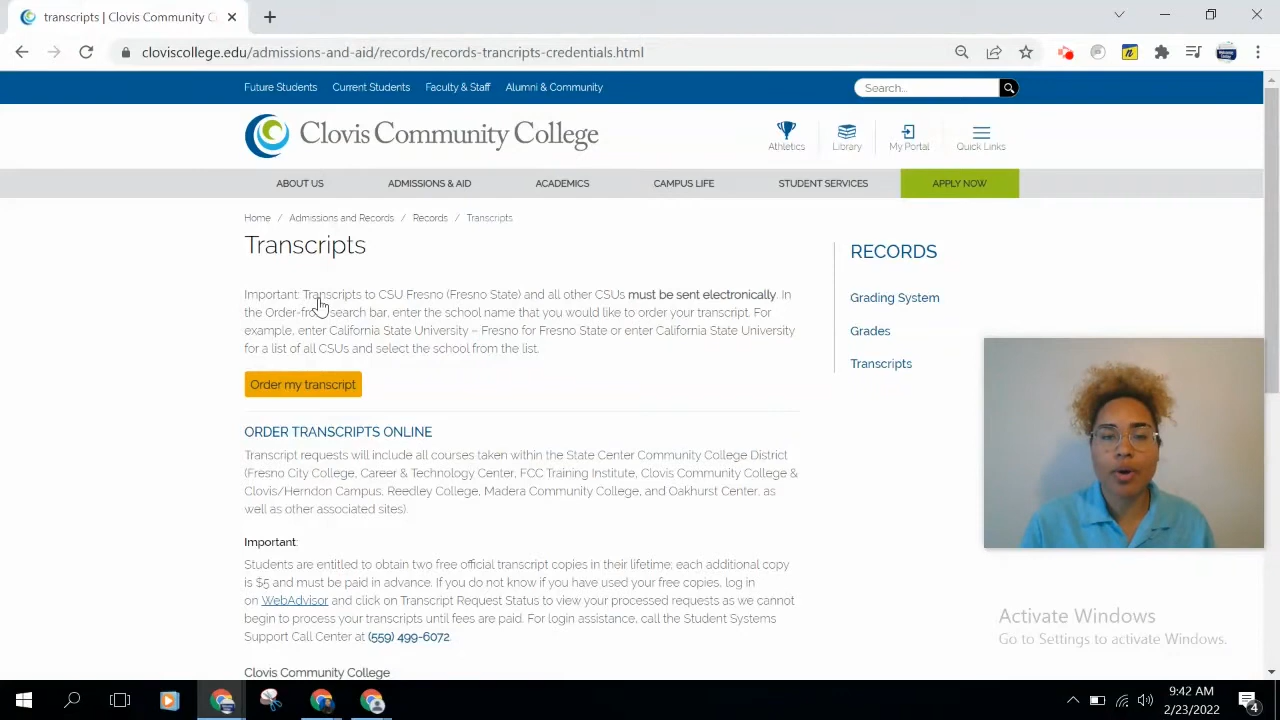 transcripts | Clovis Community C
cloviscollege.edu/admissions-and-aid/records/records-trancripts-credentials.html
Future Students Current Students Faculty & Staff Alumni & Community
Search...
Clovis Community College
Athletics Library My Portal Quick Links
ABOUT US ADMISSIONS & AID ACADEMICS CAMPUS LIFE STUDENT SERVICES APPLY NOW
Home / Admissions and Records / Records / Transcripts
Transcripts
Important: Transcripts to CSU Fresno (Fresno State) and all other CSUs must be sent electronically. In
the Order-from search bar, enter the school name that you would like to order your transcript. For
example, enter California State University – Fresno for Fresno State or enter California State University
for a list of all CSUs and select the school from the list.
Order my transcript
ORDER TRANSCRIPTS ONLINE
Transcript requests will include all courses taken within the State Center Community College District
(Fresno City College, Career & Technology Center, FCC Training Institute, Clovis Community College &
Clovis/Herndon Campus, Reedley College, Madera Community College, and Oakhurst Center, as
well as other associated sites).
Important:
Students are entitled to obtain two free official transcript copies in their lifetime; each additional copy
is $5 and must be paid in advance. If you do not know if you have used your free copies, log in
on WebAdvisor and click on Transcript Request Status to view your processed requests as we cannot
begin to process your transcripts until fees are paid. For login assistance, call the Student Systems
Support Call Center at (559) 499-6072.
Clovis Community College
RECORDS
Grading System
Grades
Transcripts
Activate Windows
Go to Settings to activate Windows.
9:42 AM
2/23/2022
4